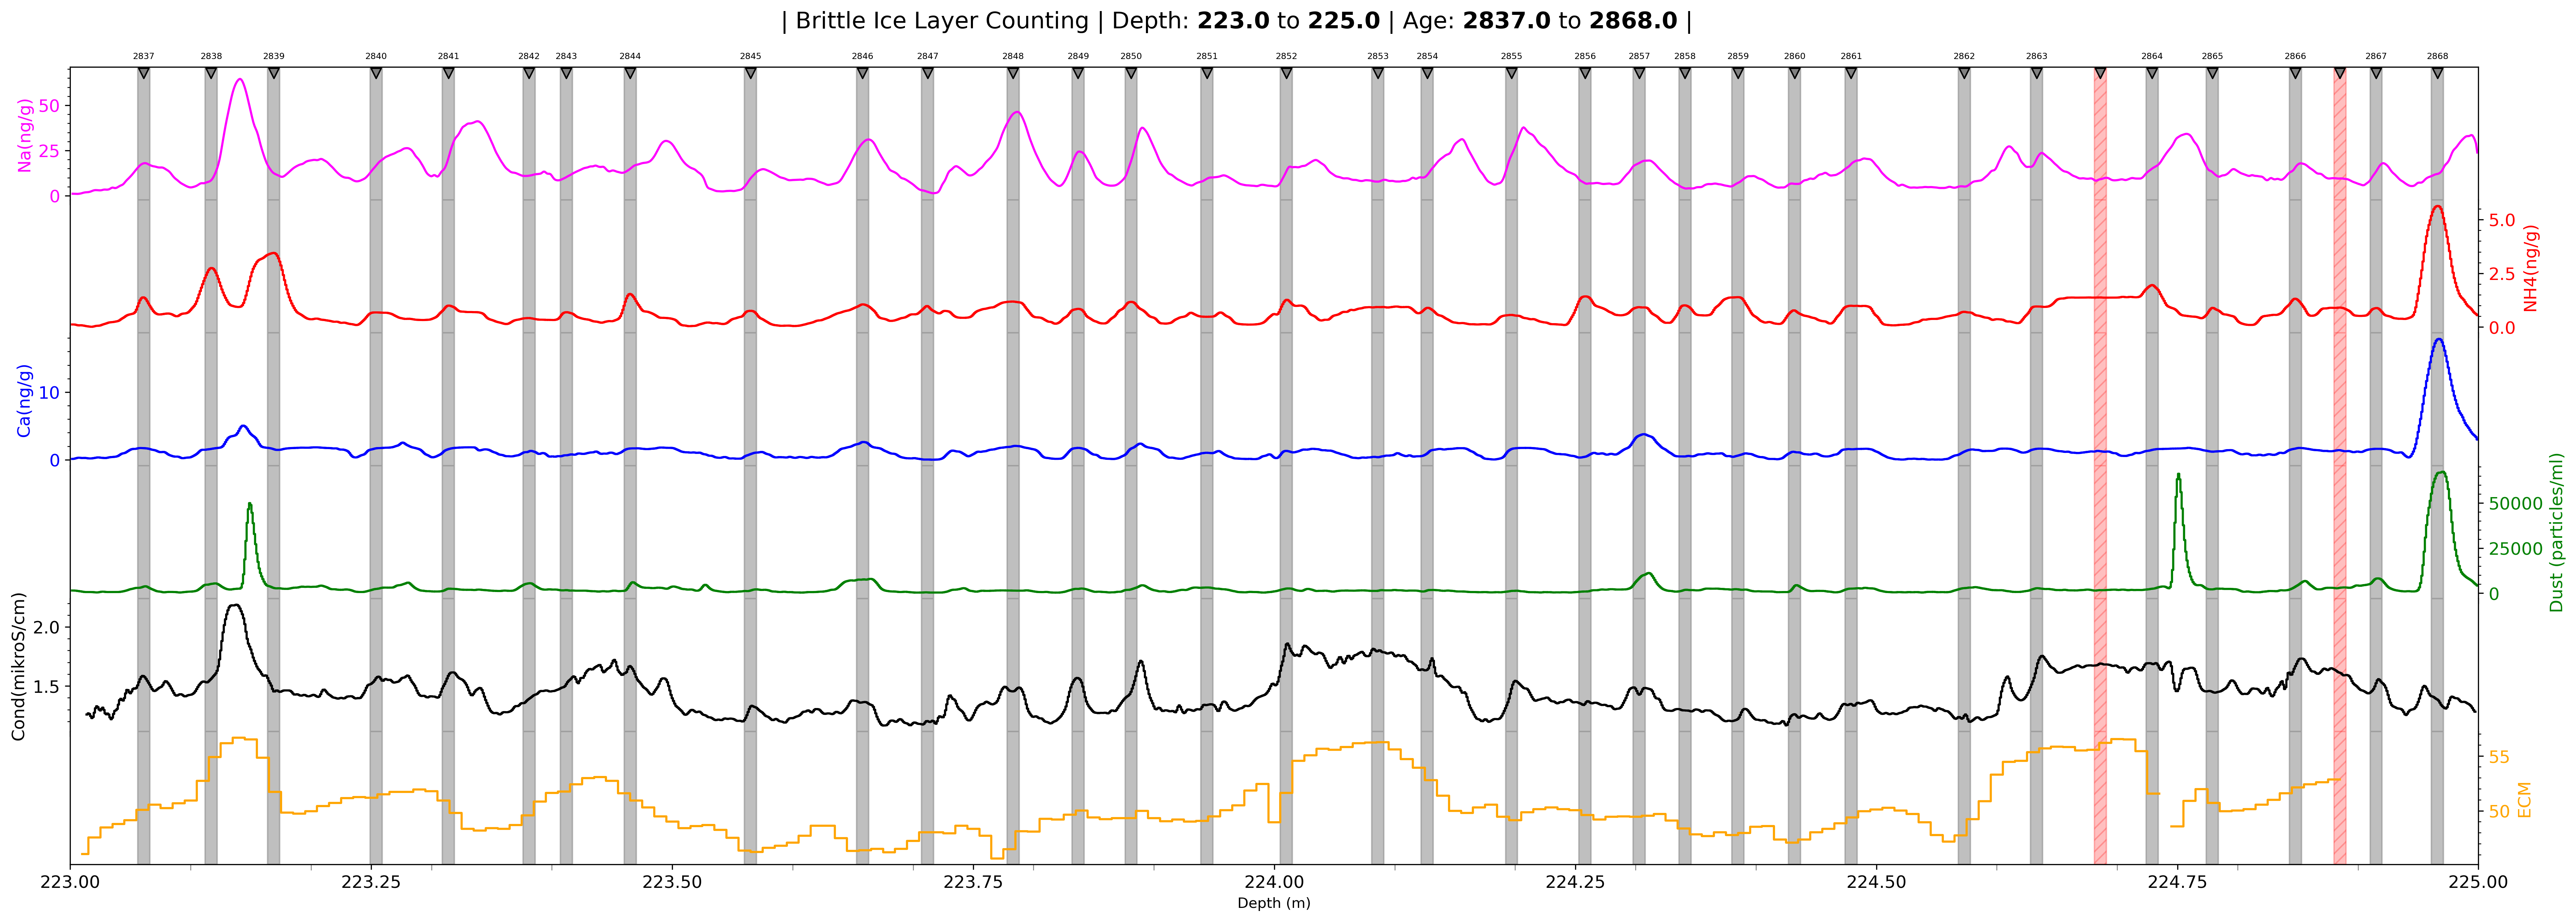 | Brittle Ice Layer Counting | Depth: 223.0 to 225.0 | Age: 2837.0 to 2868.0 |
2837 2838 2839 2840 2841 2842 2843 2844 2845 2846 2847 2848 2849 2850 2851 2852 2853 2854 2855 2856 2857 2858 2859 2860 2861 2862 2863 2864 2865 2866 2867 2868
Na(ng/g)
50
25
0
NH4(ng/g)
5.0
2.5
0.0
Ca(ng/g)
10
0
Dust (particles/ml)
50000
25000
0
Cond(mikroS/cm)
2.0
1.5
ECM
55
50
223.00 223.25 223.50 223.75 224.00 224.25 224.50 224.75 225.00
Depth (m)